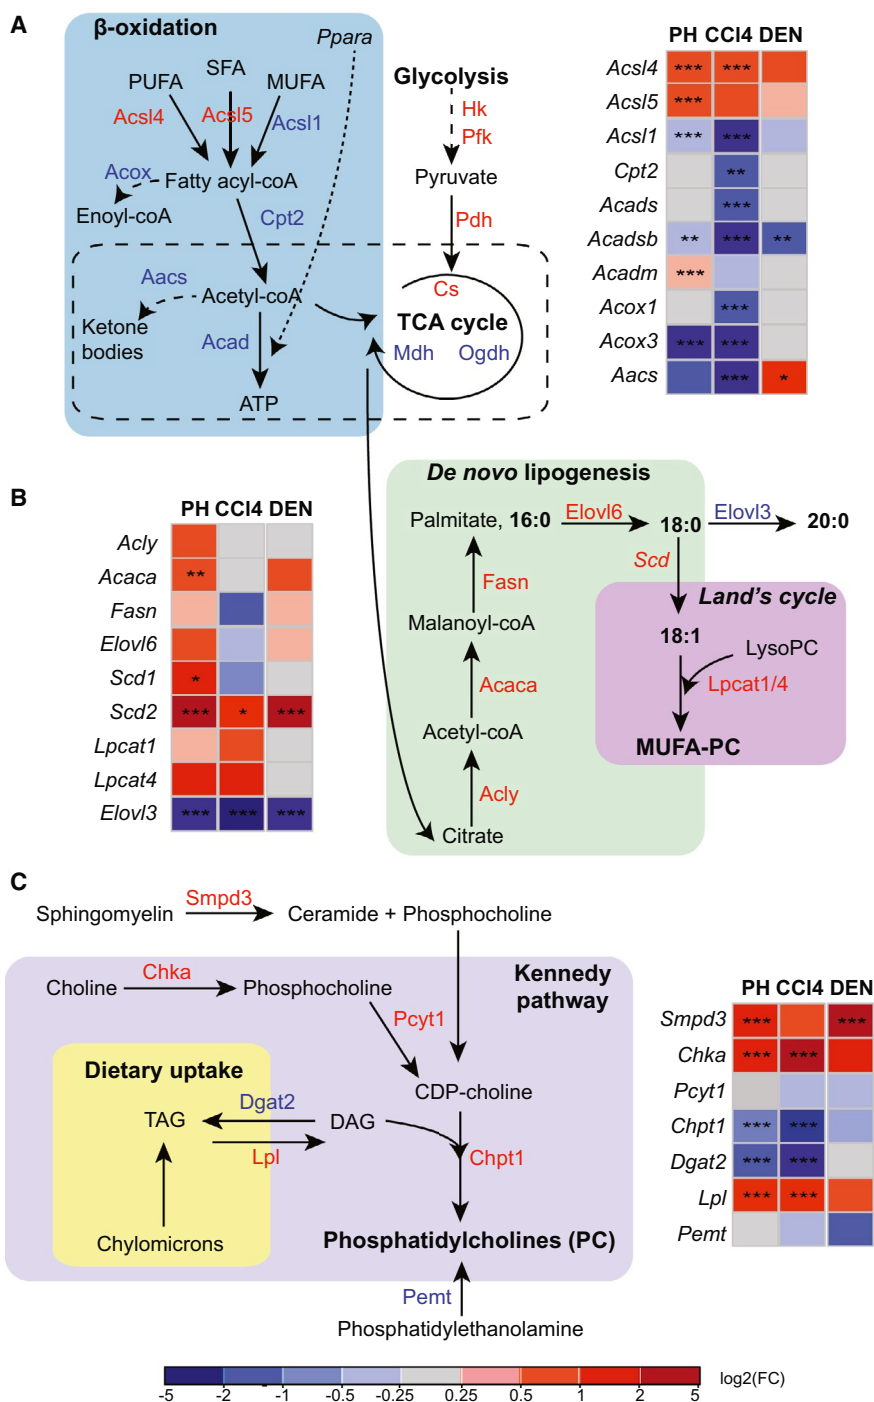 A
β-oxidation
Ppara
PUFA
SFA
MUFA
Acsl4
Acsl5
Acsl1
Acox
Fatty acyl-coA
Enoyl-coA
Cpt2
Aacs
Acetyl-coA
Ketone
bodies
Acad
ATP
Glycolysis
Hk
Pfk
Pyruvate
Pdh
Cs
TCA cycle
Mdh
Ogdh
PH CCl4 DEN
Acsl4 *** ***
Acsl5 ***
Acsl1 *** ***
Cpt2 **
Acads ***
Acadsb ** *** **
Acadm ***
Acox1 ***
Acox3 *** ***
Aacs *** *
B
PH CCl4 DEN
Acly
Acaca **
Fasn
Elovl6
Scd1 *
Scd2 *** * ***
Lpcat1
Lpcat4
Elovl3 *** *** ***
De novo lipogenesis
Palmitate, 16:0
Elovl6
18:0
Elovl3
20:0
Scd
Fasn
Land's cycle
Malanoyl-coA
18:1
LysoPC
Lpcat1/4
Acaca
Acetyl-coA
MUFA-PC
Acly
Citrate
C
Sphingomyelin
Smpd3
Ceramide + Phosphocholine
Kennedy
pathway
Choline
Chka
Phosphocholine
Pcyt1
Dietary uptake
CDP-choline
TAG
Dgat2
DAG
Lpl
Chpt1
Chylomicrons
Phosphatidylcholines (PC)
Pemt
Phosphatidylethanolamine
PH CCl4 DEN
Smpd3 *** ***
Chka *** ***
Pcyt1
Chpt1 *** ***
Dgat2 *** ***
Lpl *** ***
Pemt
-5 -2 -1 -0.5 -0.25 0.25 0.5 1 2 5
log2(FC)